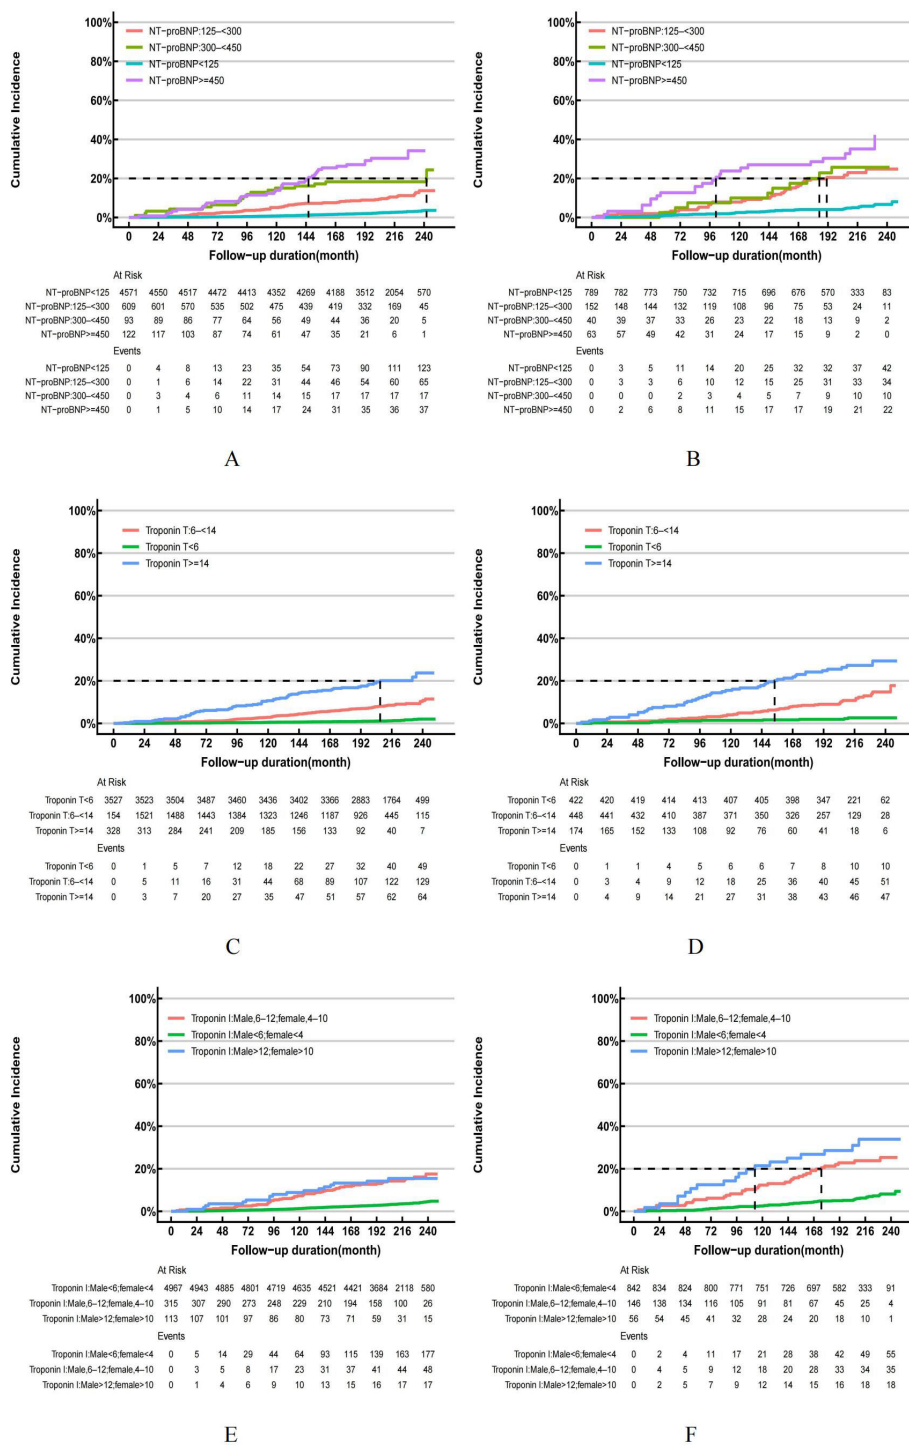 Cumulative Incidence
100%
80%
60%
40%
20%
0%
NT−proBNP:125−<300
NT−proBNP:300−<450
NT−proBNP<125
NT−proBNP>=450
0 24 48 72 96 120 144 168 192 216 240
Follow−up duration(month)
At Risk
NT−proBNP<125 4571 4550 4517 4472 4413 4352 4269 4188 3512 2054 570
NT−proBNP:125−<300 609 601 570 535 502 475 439 419 332 169 45
NT−proBNP:300−<450 93 89 86 77 64 56 49 44 36 20 5
NT−proBNP>=450 122 117 103 87 74 61 47 35 21 6 1
Events
NT−proBNP<125 0 4 8 13 23 35 54 73 90 111 123
NT−proBNP:125−<300 0 1 6 14 22 31 44 46 54 60 65
NT−proBNP:300−<450 0 3 4 6 11 14 15 17 17 17 17
NT−proBNP>=450 0 1 5 10 14 17 24 31 35 36 37
A
Cumulative Incidence
100%
80%
60%
40%
20%
0%
NT−proBNP:125−<300
NT−proBNP:300−<450
NT−proBNP<125
NT−proBNP>=450
0 24 48 72 96 120 144 168 192 216 240
Follow−up duration(month)
At Risk
NT−proBNP<125 789 782 773 750 732 715 696 676 570 333 83
NT−proBNP:125−<300 152 148 144 132 119 108 96 75 53 24 11
NT−proBNP:300−<450 40 39 37 33 26 23 22 18 13 9 2
NT−proBNP>=450 63 57 49 42 31 24 17 15 9 2 0
Events
NT−proBNP<125 0 3 5 11 14 20 25 32 32 37 42
NT−proBNP:125−<300 0 3 3 6 10 12 15 25 31 33 34
NT−proBNP:300−<450 0 0 0 2 3 4 5 7 9 10 10
NT−proBNP>=450 0 2 6 8 11 15 17 17 19 21 22
B
Cumulative Incidence
100%
80%
60%
40%
20%
0%
Troponin T:6−<14
Troponin T<6
Troponin T>=14
0 24 48 72 96 120 144 168 192 216 240
Follow−up duration(month)
At Risk
Troponin T<6 3527 3523 3504 3487 3460 3436 3402 3366 2883 1764 499
Troponin T:6−<14 154 1521 1488 1443 1384 1323 1246 1187 926 445 115
Troponin T>=14 328 313 284 241 209 185 156 133 92 40 7
Events
Troponin T<6 0 1 5 7 12 18 22 27 32 40 49
Troponin T:6−<14 0 5 11 16 31 44 68 89 107 122 129
Troponin T>=14 0 3 7 20 27 35 47 51 57 62 64
C
Cumulative Incidence
100%
80%
60%
40%
20%
0%
Troponin T:6−<14
Troponin T<6
Troponin T>=14
0 24 48 72 96 120 144 168 192 216 240
Follow−up duration(month)
At Risk
Troponin T<6 422 420 419 414 413 407 405 398 347 221 62
Troponin T:6−<14 448 441 432 410 387 371 350 326 257 129 28
Troponin T>=14 174 165 152 133 108 92 76 60 41 18 6
Events
Troponin T<6 0 1 1 4 5 6 6 7 8 10 10
Troponin T:6−<14 0 3 4 9 12 18 25 36 40 45 51
Troponin T>=14 0 4 9 14 21 27 31 38 43 46 47
D
Cumulative Incidence
100%
80%
60%
40%
20%
0%
Troponin I:Male,6−12;female,4−10
Troponin I:Male<6;female<4
Troponin I:Male>12;female>10
0 24 48 72 96 120 144 168 192 216 240
Follow−up duration(month)
At Risk
Troponin I:Male<6;female<4 4967 4943 4885 4801 4719 4635 4521 4421 3684 2118 580
Troponin I:Male,6−12;female,4−10 315 307 290 273 248 229 210 194 158 100 26
Troponin I:Male>12;female>10 113 107 101 97 86 80 73 71 59 31 15
Events
Troponin I:Male<6;female<4 0 5 14 29 44 64 93 115 139 163 177
Troponin I:Male,6−12;female,4−10 0 3 5 8 17 23 31 37 41 44 48
Troponin I:Male>12;female>10 0 1 4 6 9 10 13 15 16 17 17
E
Cumulative Incidence
100%
80%
60%
40%
20%
0%
Troponin I:Male,6−12;female,4−10
Troponin I:Male<6;female<4
Troponin I:Male>12;female>10
0 24 48 72 96 120 144 168 192 216 240
Follow−up duration(month)
At Risk
Troponin I:Male<6;female<4 842 834 824 800 771 751 726 697 582 333 91
Troponin I:Male,6−12;female,4−10 146 138 134 116 105 91 81 67 45 25 4
Troponin I:Male>12;female>10 56 54 45 41 32 28 24 20 18 10 1
Events
Troponin I:Male<6;female<4 0 2 4 11 17 21 28 38 42 49 55
Troponin I:Male,6−12;female,4−10 0 4 5 9 12 18 20 28 33 34 35
Troponin I:Male>12;female>10 0 2 5 7 9 12 14 15 16 18 18
F